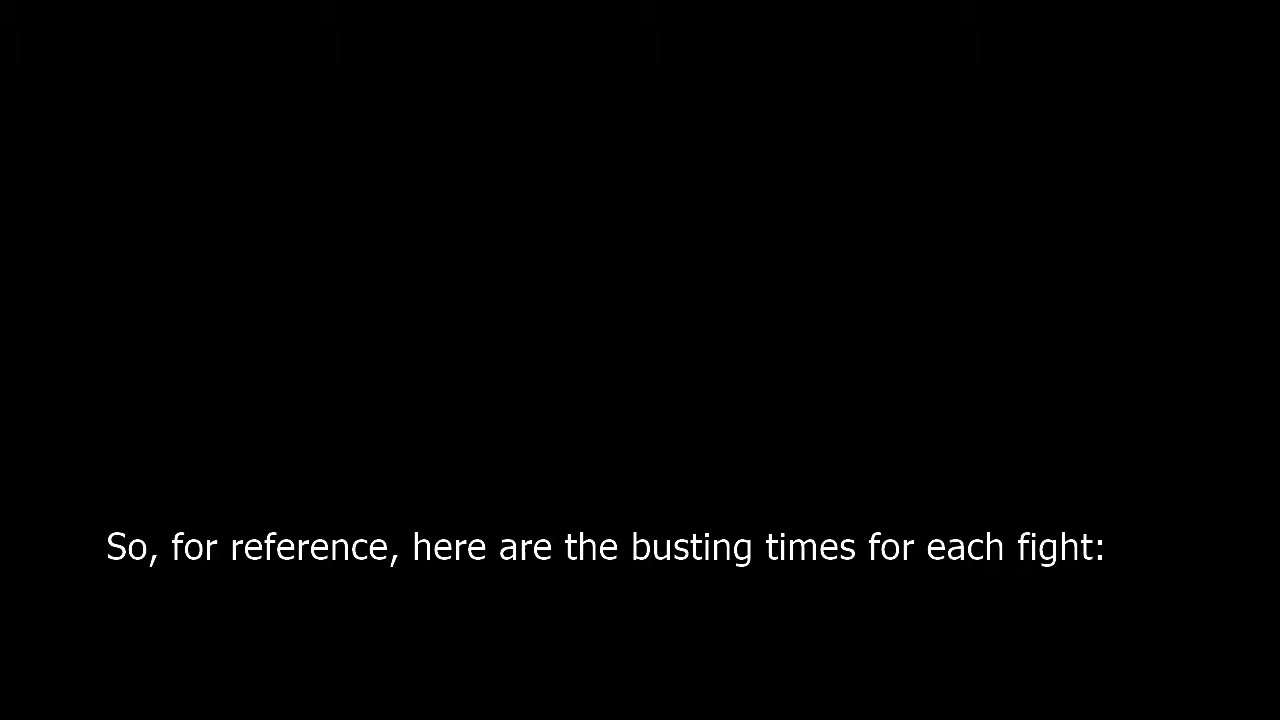 So, for reference, here are the busting times for each fight: